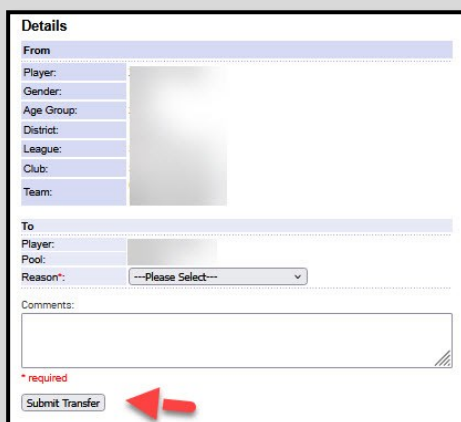 Details
From
Player:
Gender:
Age Group:
District:
League:
Club:
Team:
To
Player:
Pool:
Reason*: ---Please Select---
Comments:
* required
Submit Transfer